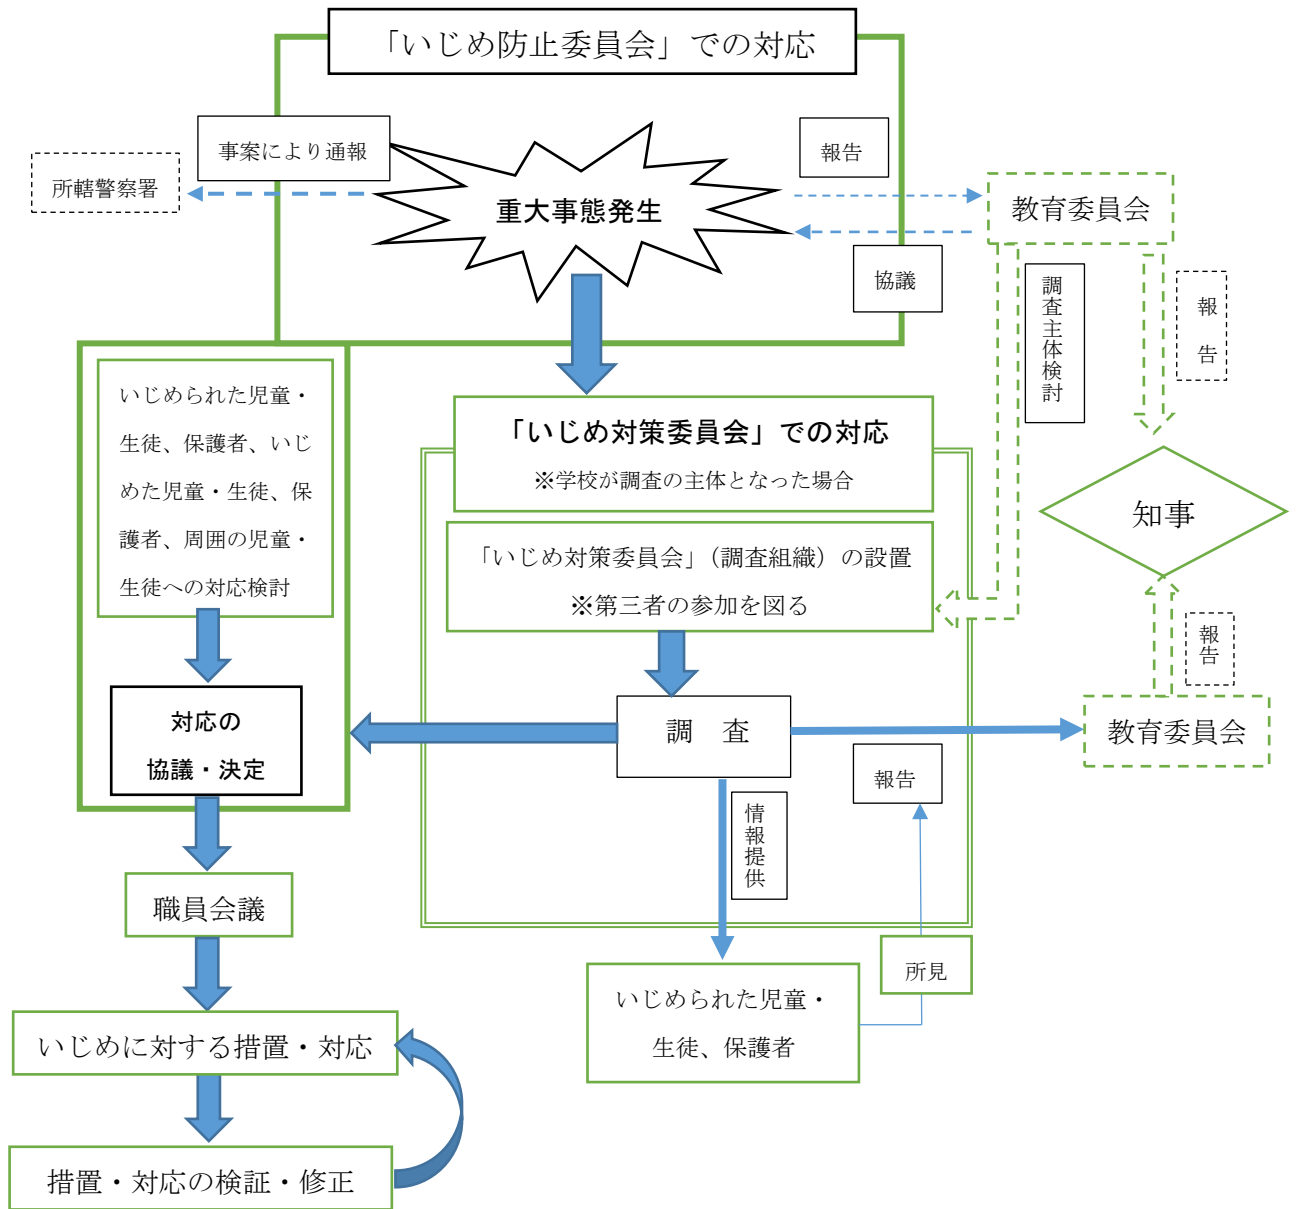 「いじめ防止委員会」での対応
事案により通報
所轄警察署
重大事態発生
報告
教育委員会
協議
調査主体検討
報告
いじめられた児童・
生徒、保護者、いじ
めた児童・生徒、保
護者、周囲の児童・
生徒への対応検討
「いじめ対策委員会」での対応
※学校が調査の主体となった場合
知事
「いじめ対策委員会」（調査組織）の設置
※第三者の参加を図る
報告
対応の
協議・決定
調　査
教育委員会
報告
情報提供
職員会議
所見
いじめられた児童・
生徒、保護者
いじめに対する措置・対応
措置・対応の検証・修正